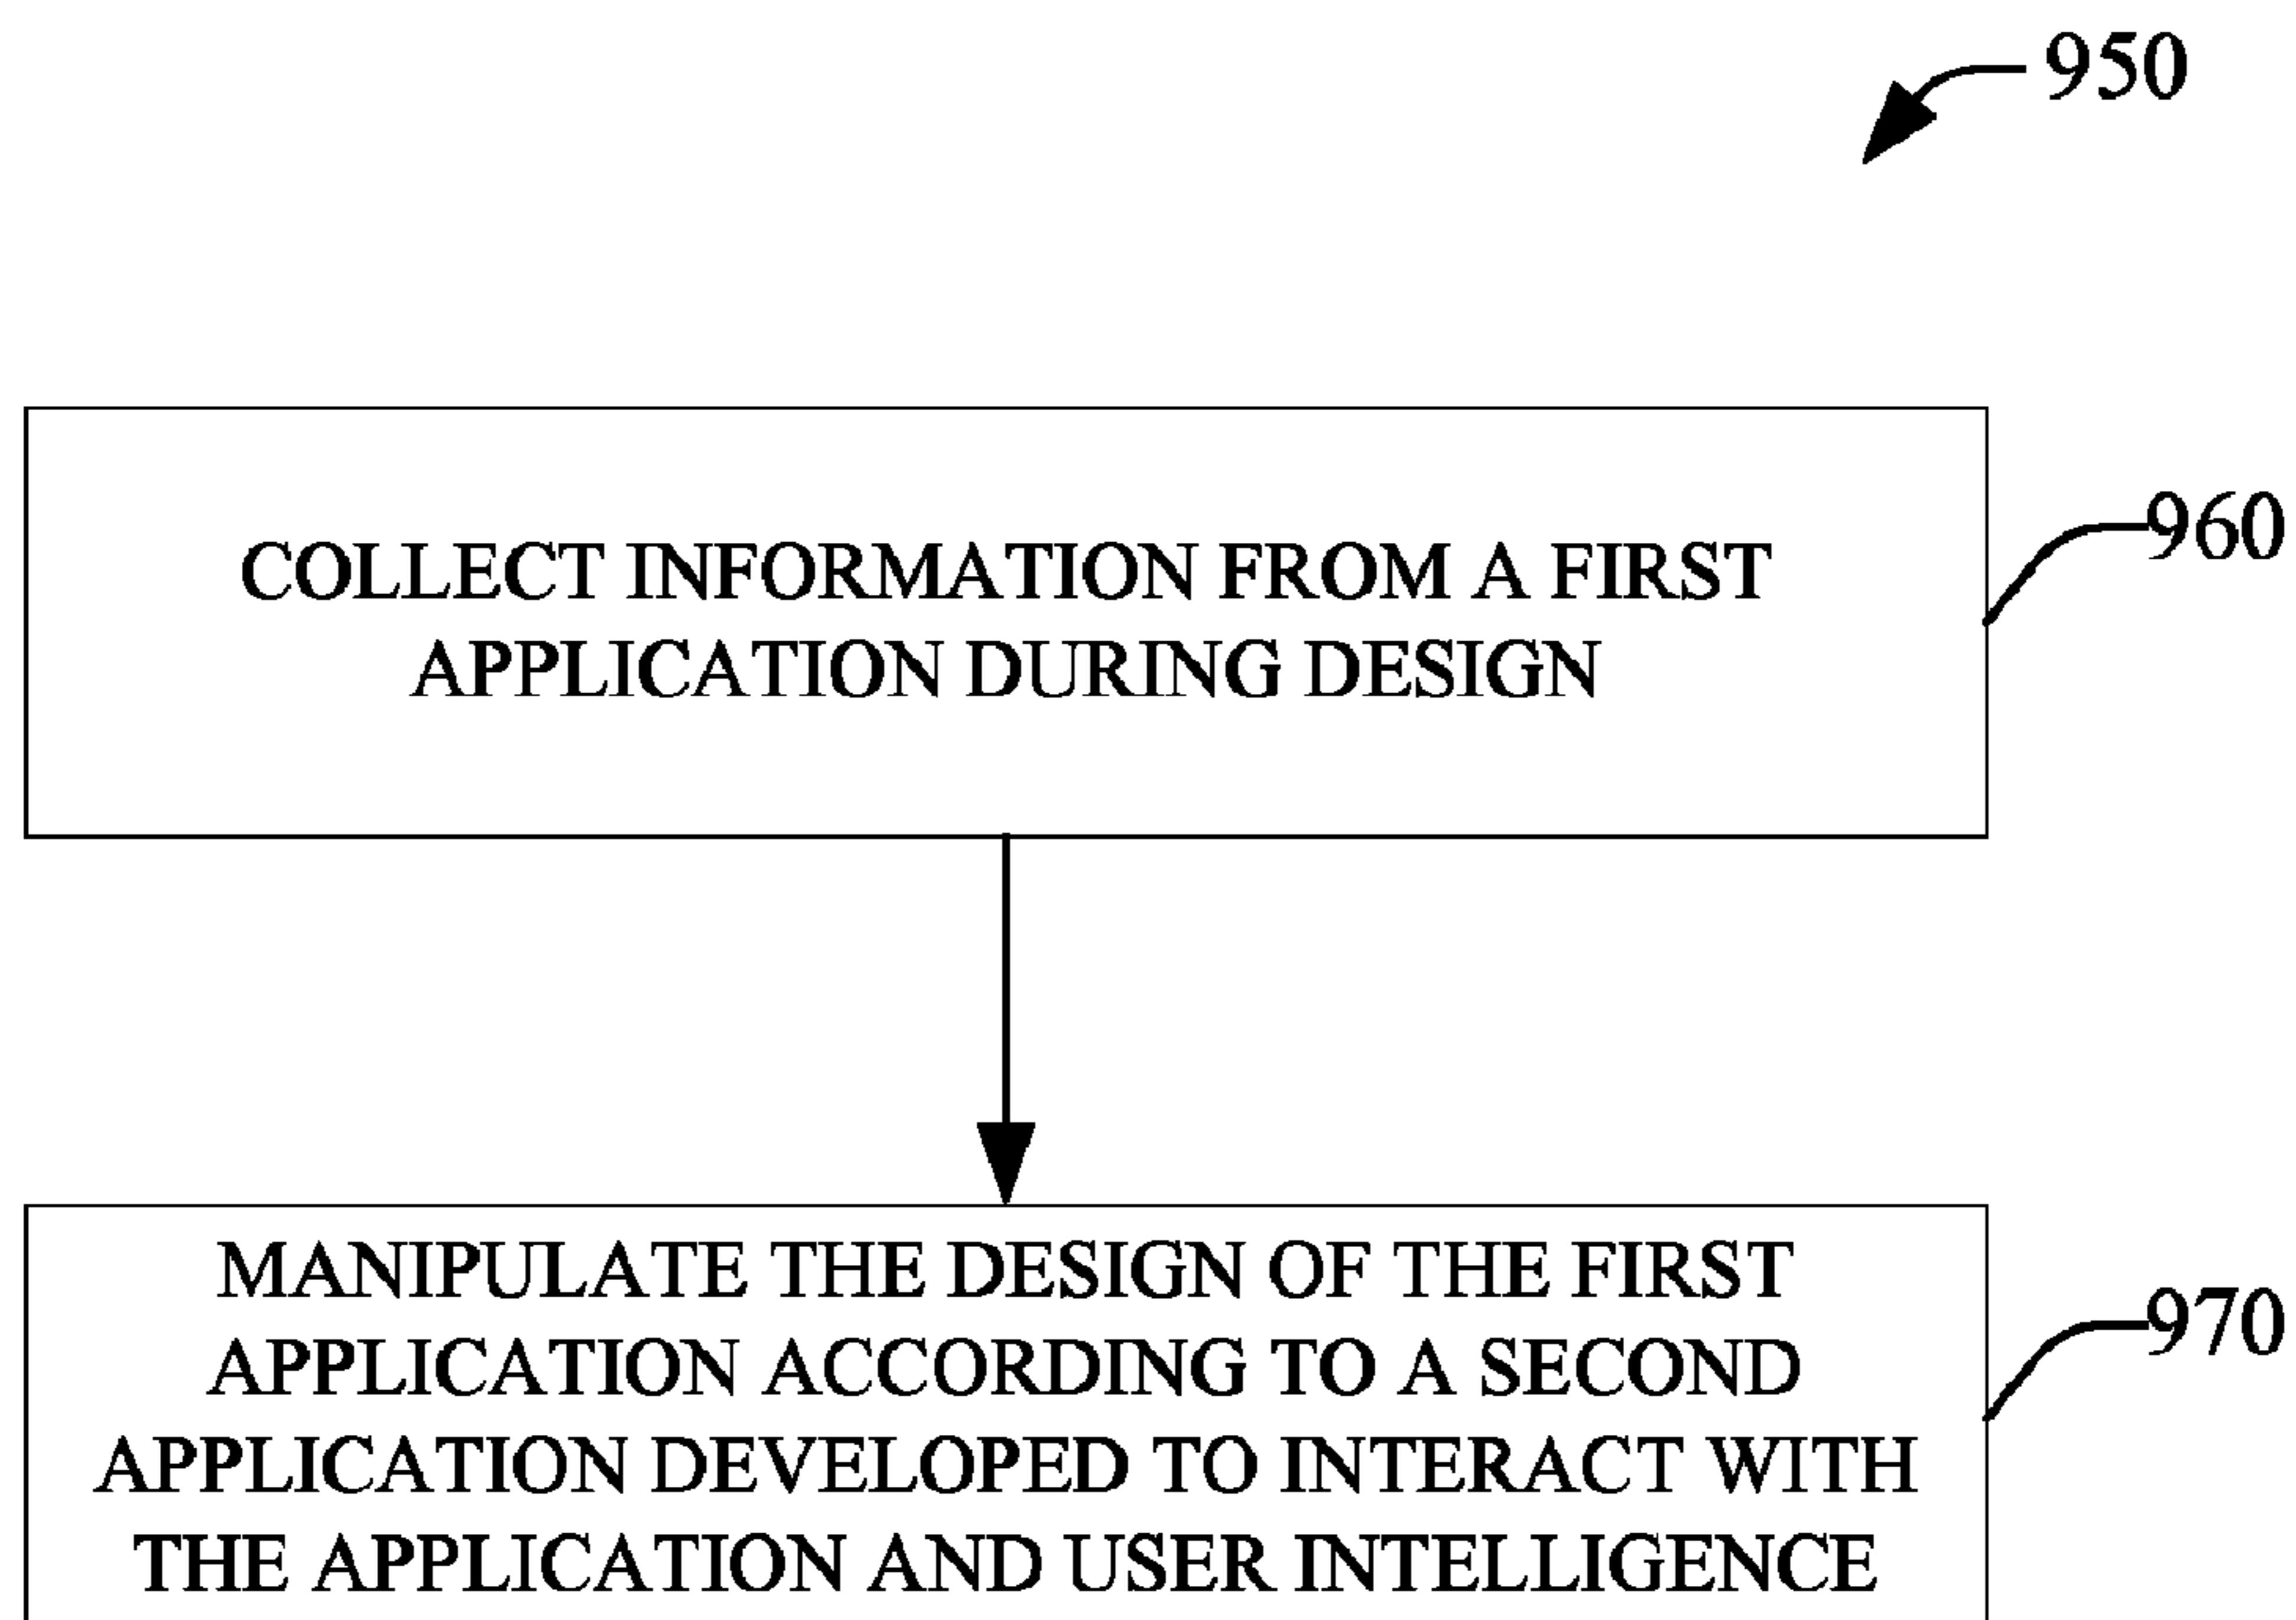 950
COLLECT INFORMATION FROM A FIRST
APPLICATION DURING DESIGN
960
MANIPULATE THE DESIGN OF THE FIRST
APPLICATION ACCORDING TO A SECOND
APPLICATION DEVELOPED TO INTERACT WITH
THE APPLICATION AND USER INTELLIGENCE
970